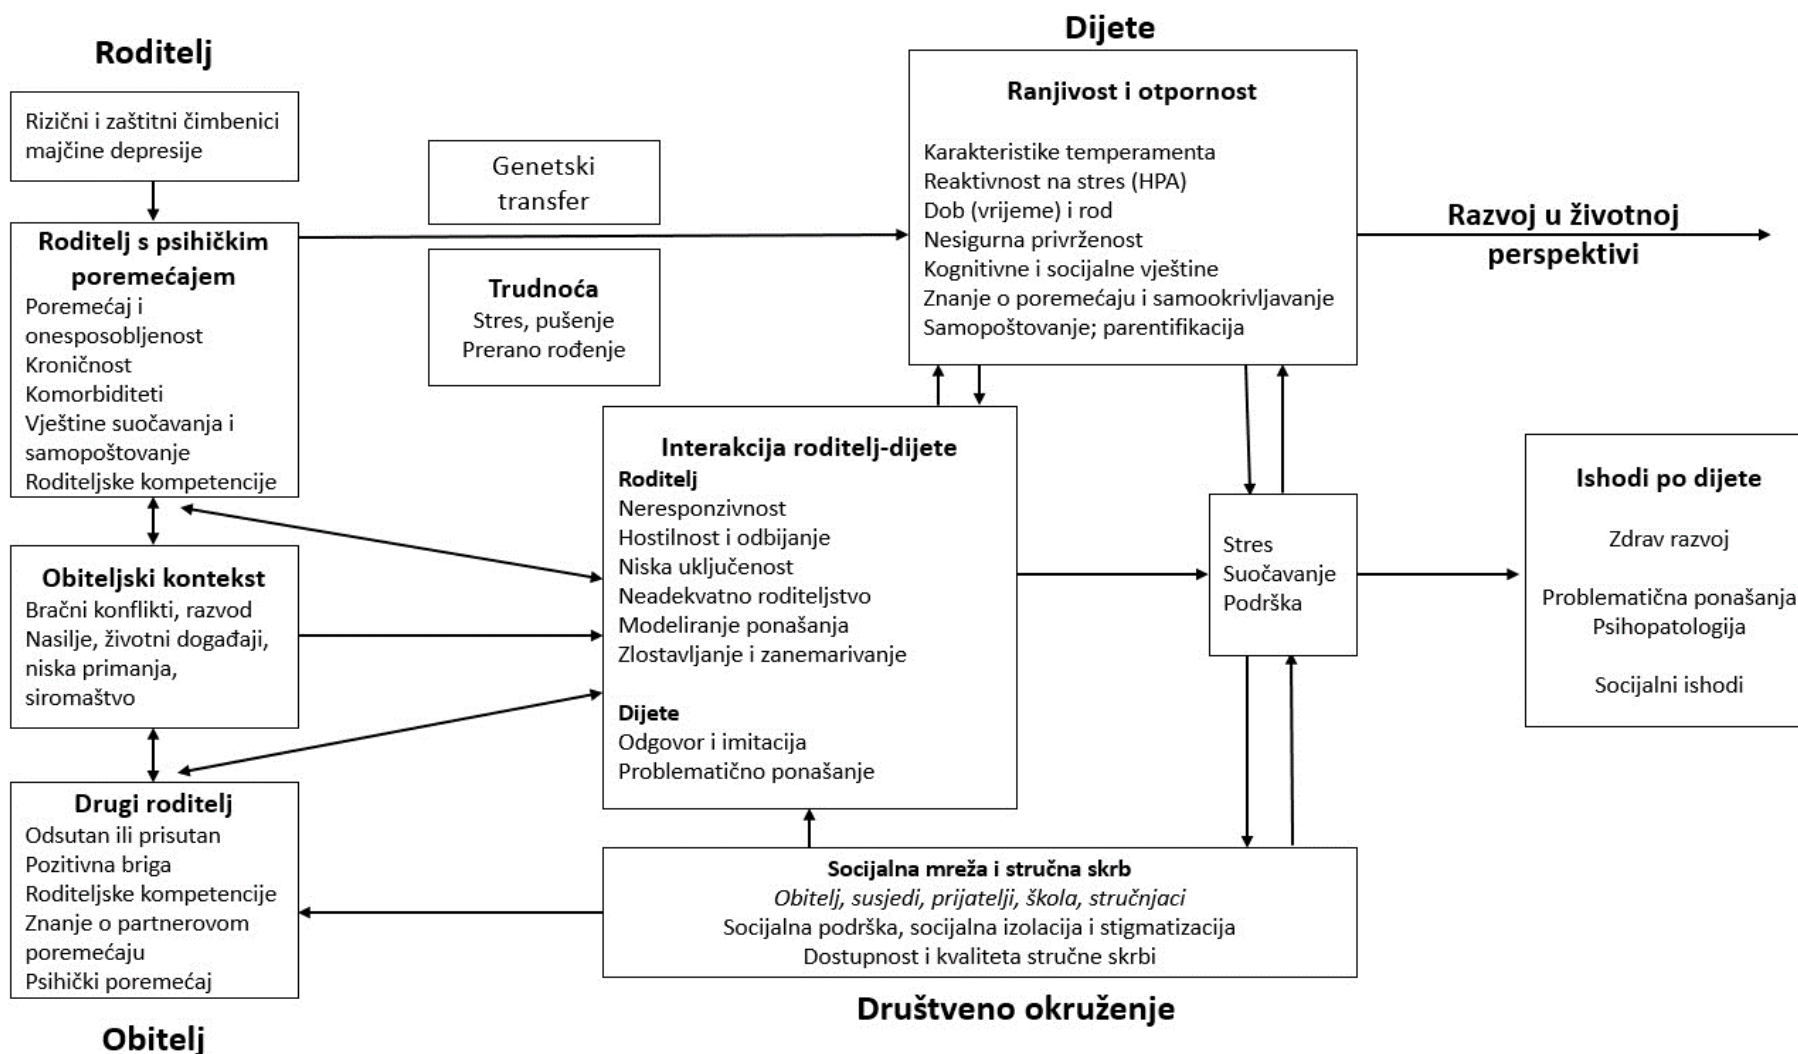 Roditelj
Rizični i zaštitni čimbenici
majčine depresije
Roditelj s psihičkim
poremećajem
Poremećaj i
onesposobljenost
Kroničnost
Komorbiditeti
Vještine suočavanja i
samopoštovanje
Roditeljske kompetencije
Obiteljski kontekst
Bračni konflikti, razvod
Nasilje, životni događaji,
niska primanja,
siromaštvo
Drugi roditelj
Odsutan ili prisutan
Pozitivna briga
Roditeljske kompetencije
Znanje o partnerovom
poremećaju
Psihički poremećaj
Obitelj
Genetski
transfer
Trudnoća
Stres, pušenje
Prerano rođenje
Dijete
Ranjivost i otpornost
Karakteristike temperamenta
Reaktivnost na stres (HPA)
Dob (vrijeme) i rod
Nesigurna privrženost
Kognitivne i socijalne vještine
Znanje o poremećaju i samookrivljavanje
Samopoštovanje; parentifikacija
Razvoj u životnoj
perspektivi
Interakcija roditelj-dijete
Roditelj
Neresponzivnost
Hostilnost i odbijanje
Niska uključenost
Neadekvatno roditeljstvo
Modeliranje ponašanja
Zlostavljanje i zanemarivanje
Dijete
Odgovor i imitacija
Problematično ponašanje
Stres
Suočavanje
Podrška
Ishodi po dijete
Zdrav razvoj
Problematična ponašanja
Psihopatologija
Socijalni ishodi
Socijalna mreža i stručna skrb
Obitelj, susjedi, prijatelji, škola, stručnjaci
Socijalna podrška, socijalna izolacija i stigmatizacija
Dostupnost i kvaliteta stručne skrbi
Društveno okruženje